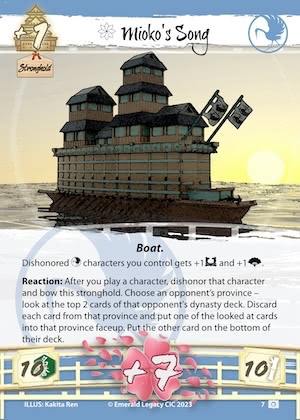 +1
Mioko's Song
Stronghold
Boat.
Dishonored characters you control gets +1 and +1 .
Reaction: After you play a character, dishonor that character
and bow this stronghold. Choose an opponent's province –
look at the top 2 cards of that opponent's dynasty deck. Discard
each card from that province and put one of the looked at cards
into that province faceup. Put the other card on the bottom of
their deck.
10 +7 10
ILLUS: Kakita Ren © Emerald Legacy CIC 2023 7